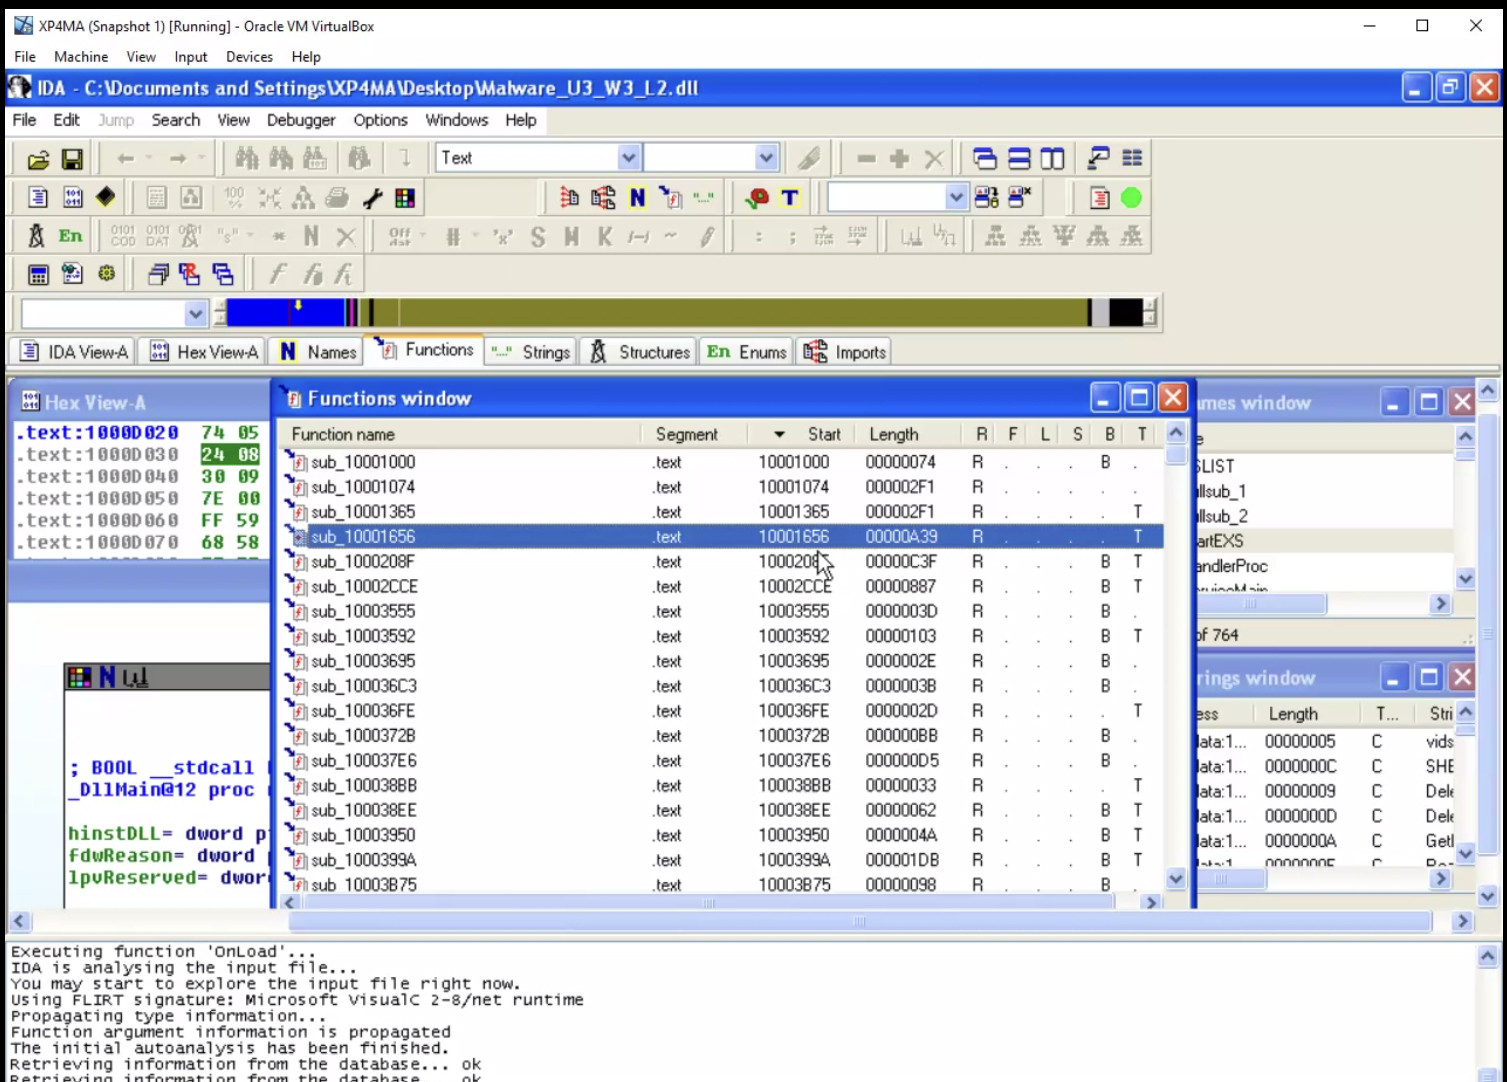 XP4MA (Snapshot 1) [Running] - Oracle VM VirtualBox
File Machine View Input Devices Help
IDA - C:\Documents and Settings\XP4MA\Desktop\Malware_U3_W3_L2.dll
File Edit Jump Search View Debugger Options Windows Help
Text
En
IDA View-A Hex View-A Names Functions Strings Structures En Enums Imports
Hex View-A
.text:1000D020 74 05
.text:1000D030 24 08
.text:1000D040 30 09
.text:1000D050 7E 00
.text:1000D060 FF 59
.text:1000D070 68 58
; BOOL __stdcall
_DllMain@12 proc
hinstDLL= dword p
fdwReason= dword
lpvReserved= dwor
Functions window
Function name Segment Start Length R F L S B T
sub_10001000 .text 10001000 00000074 R . . . B .
sub_10001074 .text 10001074 000002F1 R . . . . .
sub_10001365 .text 10001365 000002F1 R . . . . T
sub_10001656 .text 10001656 00000A39 R . . . . T
sub_1000208F .text 1000208F 00000C3F R . . . B T
sub_10002CCE .text 10002CCE 00000887 R . . . B T
sub_10003555 .text 10003555 0000003D R . . . B .
sub_10003592 .text 10003592 00000103 R . . . B T
sub_10003695 .text 10003695 0000002E R . . . B .
sub_100036C3 .text 100036C3 0000003B R . . . B .
sub_100036FE .text 100036FE 0000002D R . . . . T
sub_1000372B .text 1000372B 000000BB R . . . B .
sub_100037E6 .text 100037E6 000000D5 R . . . B .
sub_100038BB .text 100038BB 00000033 R . . . . T
sub_100038EE .text 100038EE 00000062 R . . . B T
sub_10003950 .text 10003950 0000004A R . . . B T
sub_1000399A .text 1000399A 000001DB R . . . B T
sub_10003B75 .text 10003B75 00000098 R . . . B .
mes window
SLIST
llsub_1
llsub_2
artEXS
andlerProc
of 764
rings window
ess Length T... Stri
data:1... 00000005 C vids
data:1... 0000000C C SHE
data:1... 00000009 C Dele
data:1... 0000000D C Dele
data:1... 0000000A C Getl
Executing function 'OnLoad'...
IDA is analysing the input file...
You may start to explore the input file right now.
Using FLIRT signature: Microsoft VisualC 2-8/net runtime
Propagating type information...
Function argument information is propagated
The initial autoanalysis has been finished.
Retrieving information from the database... ok
Retrieving information from the database... ok